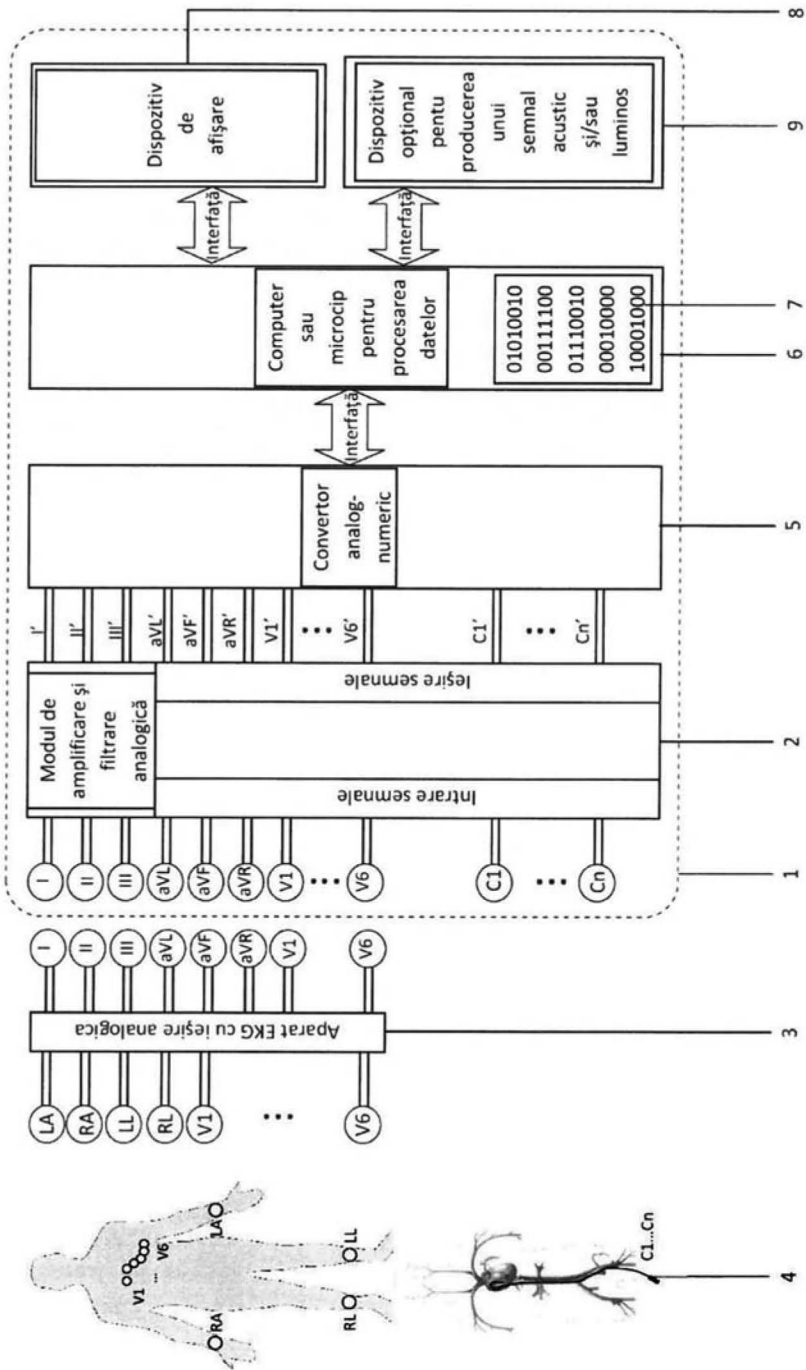 RA
LA
V1
...
V6
RL
LL
C1...Cn
LA
RA
LL
RL
V1
...
V6
Aparat EKG cu ieşire analogica
I
II
III
aVL
aVF
aVR
V1
V6
I
II
III
aVL
aVF
aVR
V1
...
V6
C1
...
Cn
Modul de
amplificare şi
filtrare
analogică
Intrare semnale
Ieşire semnale
I'
II'
III'
aVL'
aVF'
aVR'
V1'
...
V6'
C1'
...
Cn'
Convertor
analog-
numeric
Interfaţă
Computer
sau
microcip
pentru
procesarea
datelor
01010010
00111100
01110010
00010000
10001000
Interfaţă
Interfaţă
Dispozitiv
de
afişare
Dispozitiv
opţional
pentu
producerea
unui
semnal
acustic
şi/sau
luminos
4
3
1
2
5
6
7
9
8